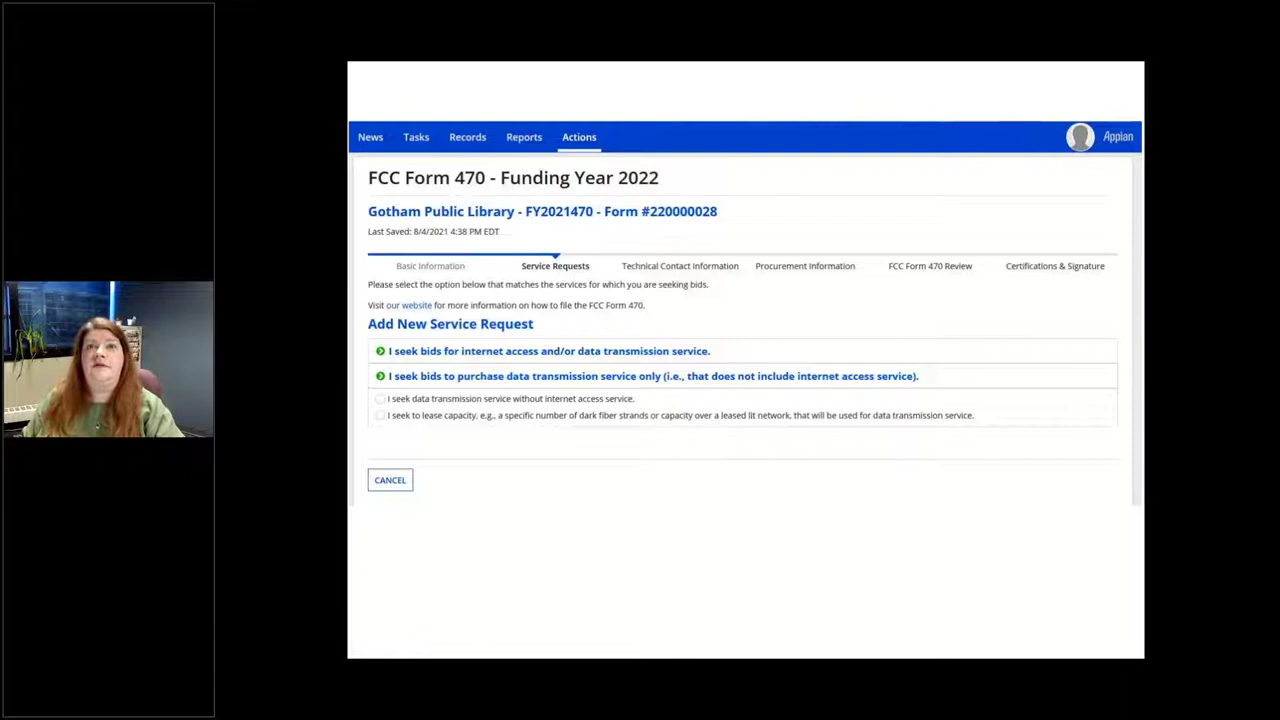 News Tasks Records Reports Actions Appian
FCC Form 470 - Funding Year 2022
Gotham Public Library - FY2021470 - Form #220000028
Last Saved: 8/4/2021 4:38 PM EDT
Basic Information Service Requests Technical Contact Information Procurement Information FCC Form 470 Review Certifications & Signature
Please select the option below that matches the services for which you are seeking bids.
Visit our website for more information on how to file the FCC Form 470.
Add New Service Request
I seek bids for internet access and/or data transmission service.
I seek bids to purchase data transmission service only (i.e., that does not include internet access service).
I seek data transmission service without internet access service.
I seek to lease capacity, e.g., a specific number of dark fiber strands or capacity over a leased lit network, that will be used for data transmission service.
CANCEL